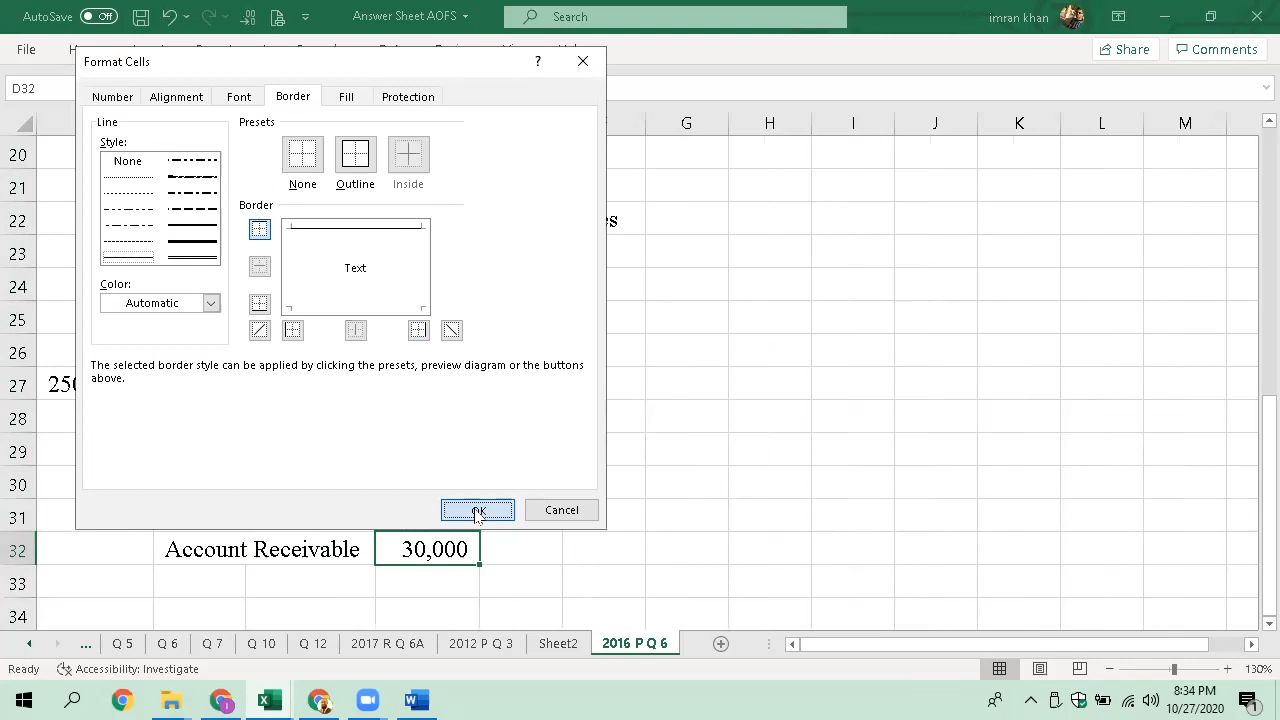 AutoSave Off Answer Sheet AOFS Search imran khan
File Share Comments
Format Cells ?
D32
Number Alignment Font Border Fill Protection
G H I J K L M
Line
Style:
None
Color:
Automatic
Presets
None Outline Inside
Border
Text
The selected border style can be applied by clicking the presets, preview diagram or the buttons
above.
OK Cancel
20
21
22 es
23
24
25
26
27 250
28
29
30
31
32 Account Receivable 30,000
33
34
... Q 5 Q 6 Q 7 Q 10 Q 12 2017 R Q 6A 2012 P Q 3 Sheet2 2016 P Q 6
Ready Accessibility: Investigate 130%
8:34 PM
10/27/2020
1